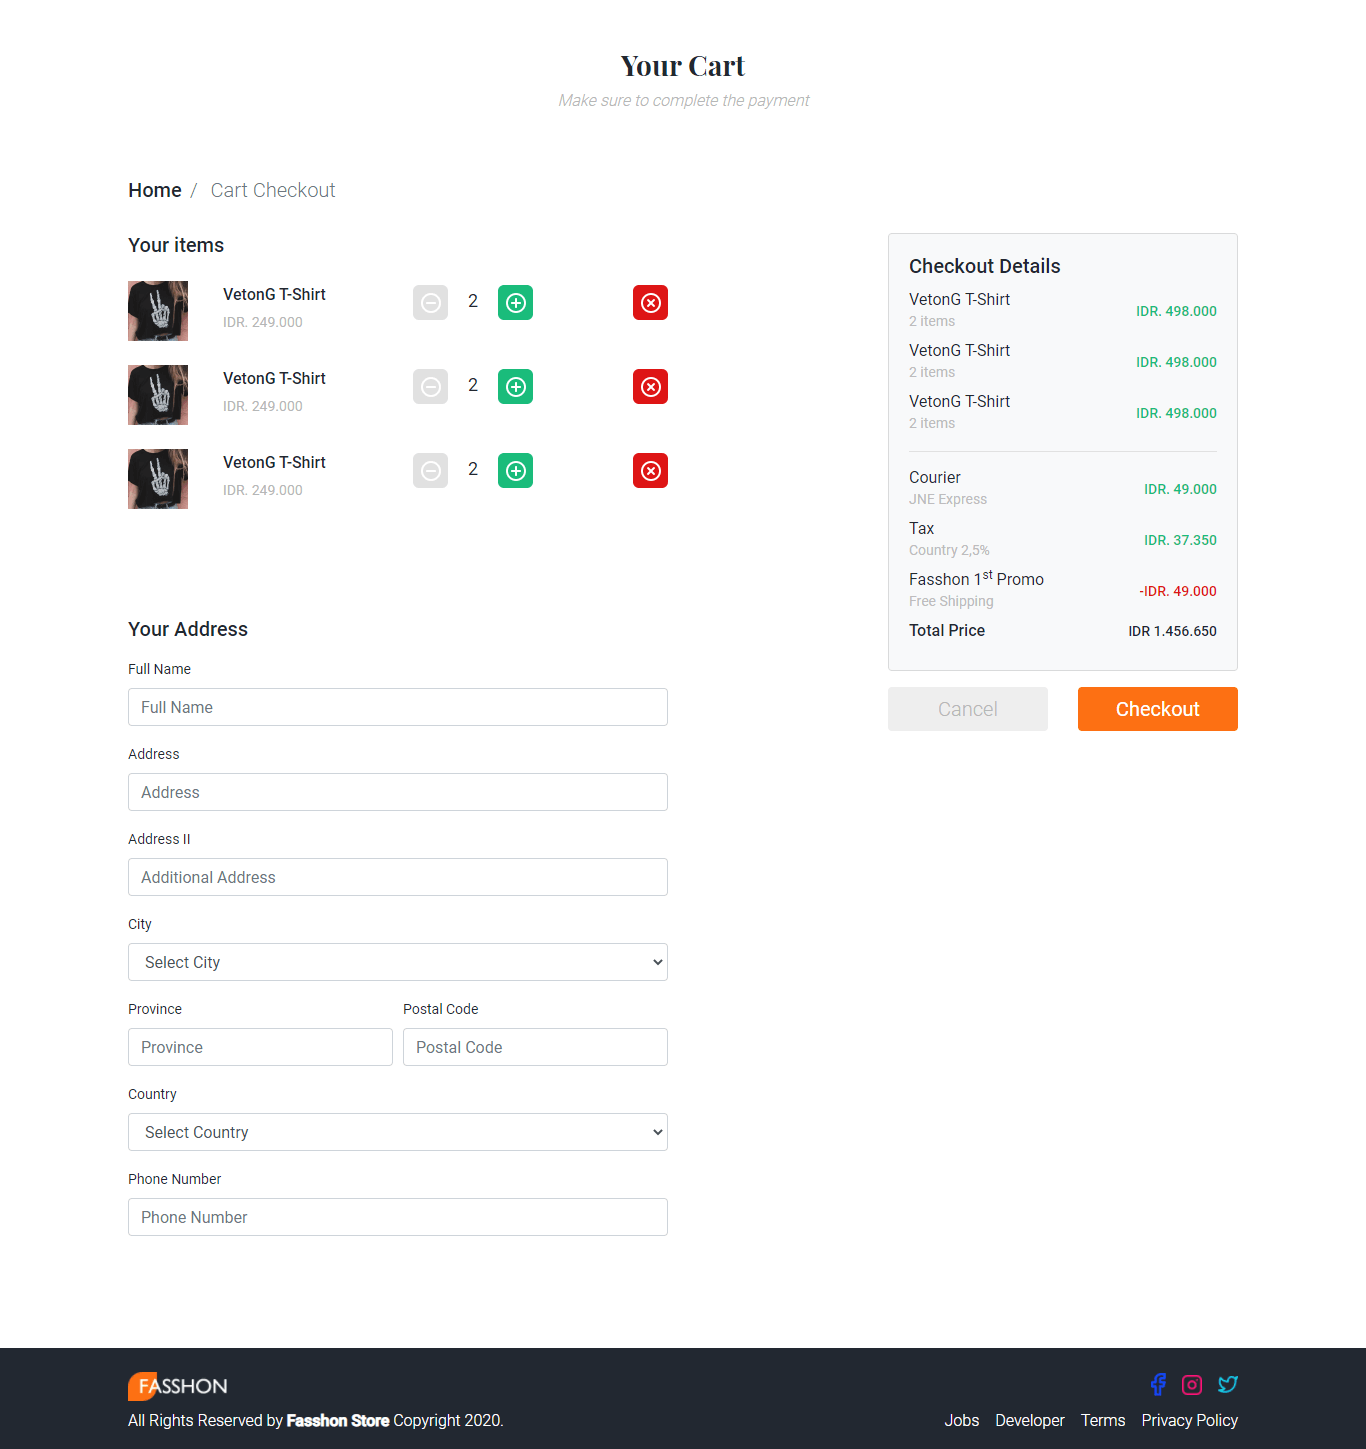 Your Cart
Make sure to complete the payment
Home / Cart Checkout
Your items
VetonG T-Shirt
IDR. 249.000
2
VetonG T-Shirt
IDR. 249.000
2
VetonG T-Shirt
IDR. 249.000
2
Checkout Details
VetonG T-Shirt
2 items
IDR. 498.000
VetonG T-Shirt
2 items
IDR. 498.000
VetonG T-Shirt
2 items
IDR. 498.000
Courier
JNE Express
IDR. 49.000
Tax
Country 2,5%
IDR. 37.350
Fasshon 1st Promo
Free Shipping
-IDR. 49.000
Total Price IDR 1.456.650
Cancel Checkout
Your Address
Full Name
Full Name
Address
Address
Address II
Additional Address
City
Select City
Province Postal Code
Province Postal Code
Country
Select Country
Phone Number
Phone Number
FASSHON
All Rights Reserved by Fasshon Store Copyright 2020.
Jobs Developer Terms Privacy Policy